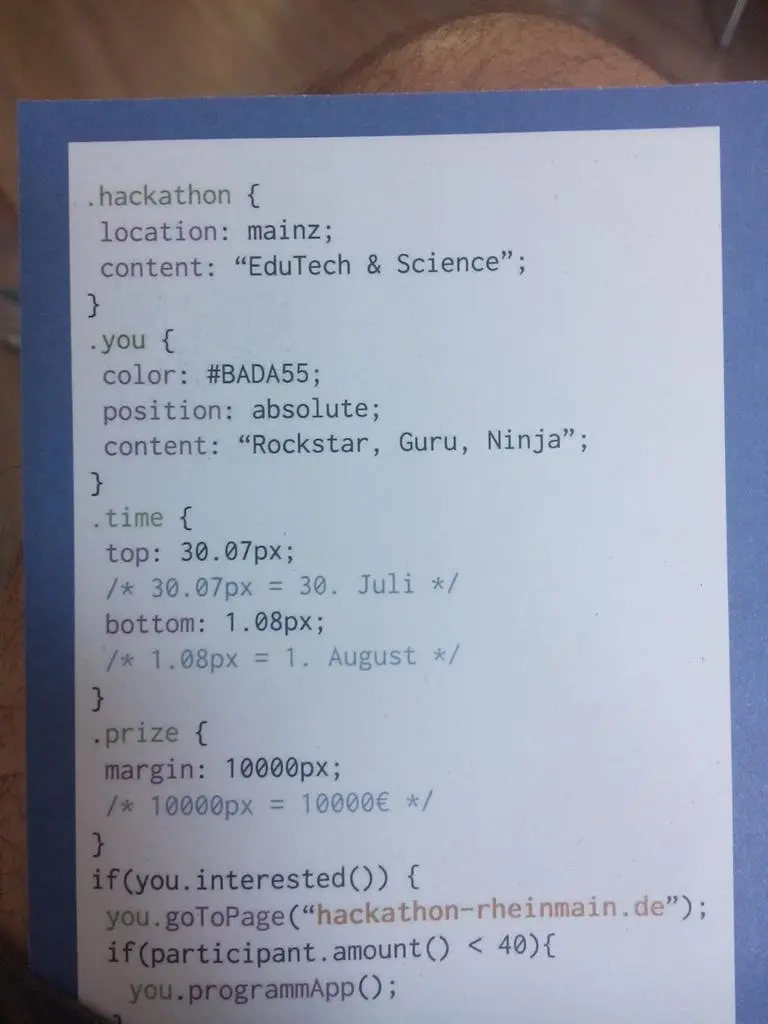 .hackathon {
location: mainz;
content: “EduTech & Science”;
}
.you {
color: #BADA55;
position: absolute;
content: “Rockstar, Guru, Ninja”;
}
.time {
top: 30.07px;
/* 30.07px = 30. Juli */
bottom: 1.08px;
/* 1.08px = 1. August */
}
.prize {
margin: 10000px;
/* 10000px = 10000€ */
}
if(you.interested()) {
you.goToPage(“hackathon-rheinmain.de”);
if(participant.amount() < 40){
you.programmApp();
}